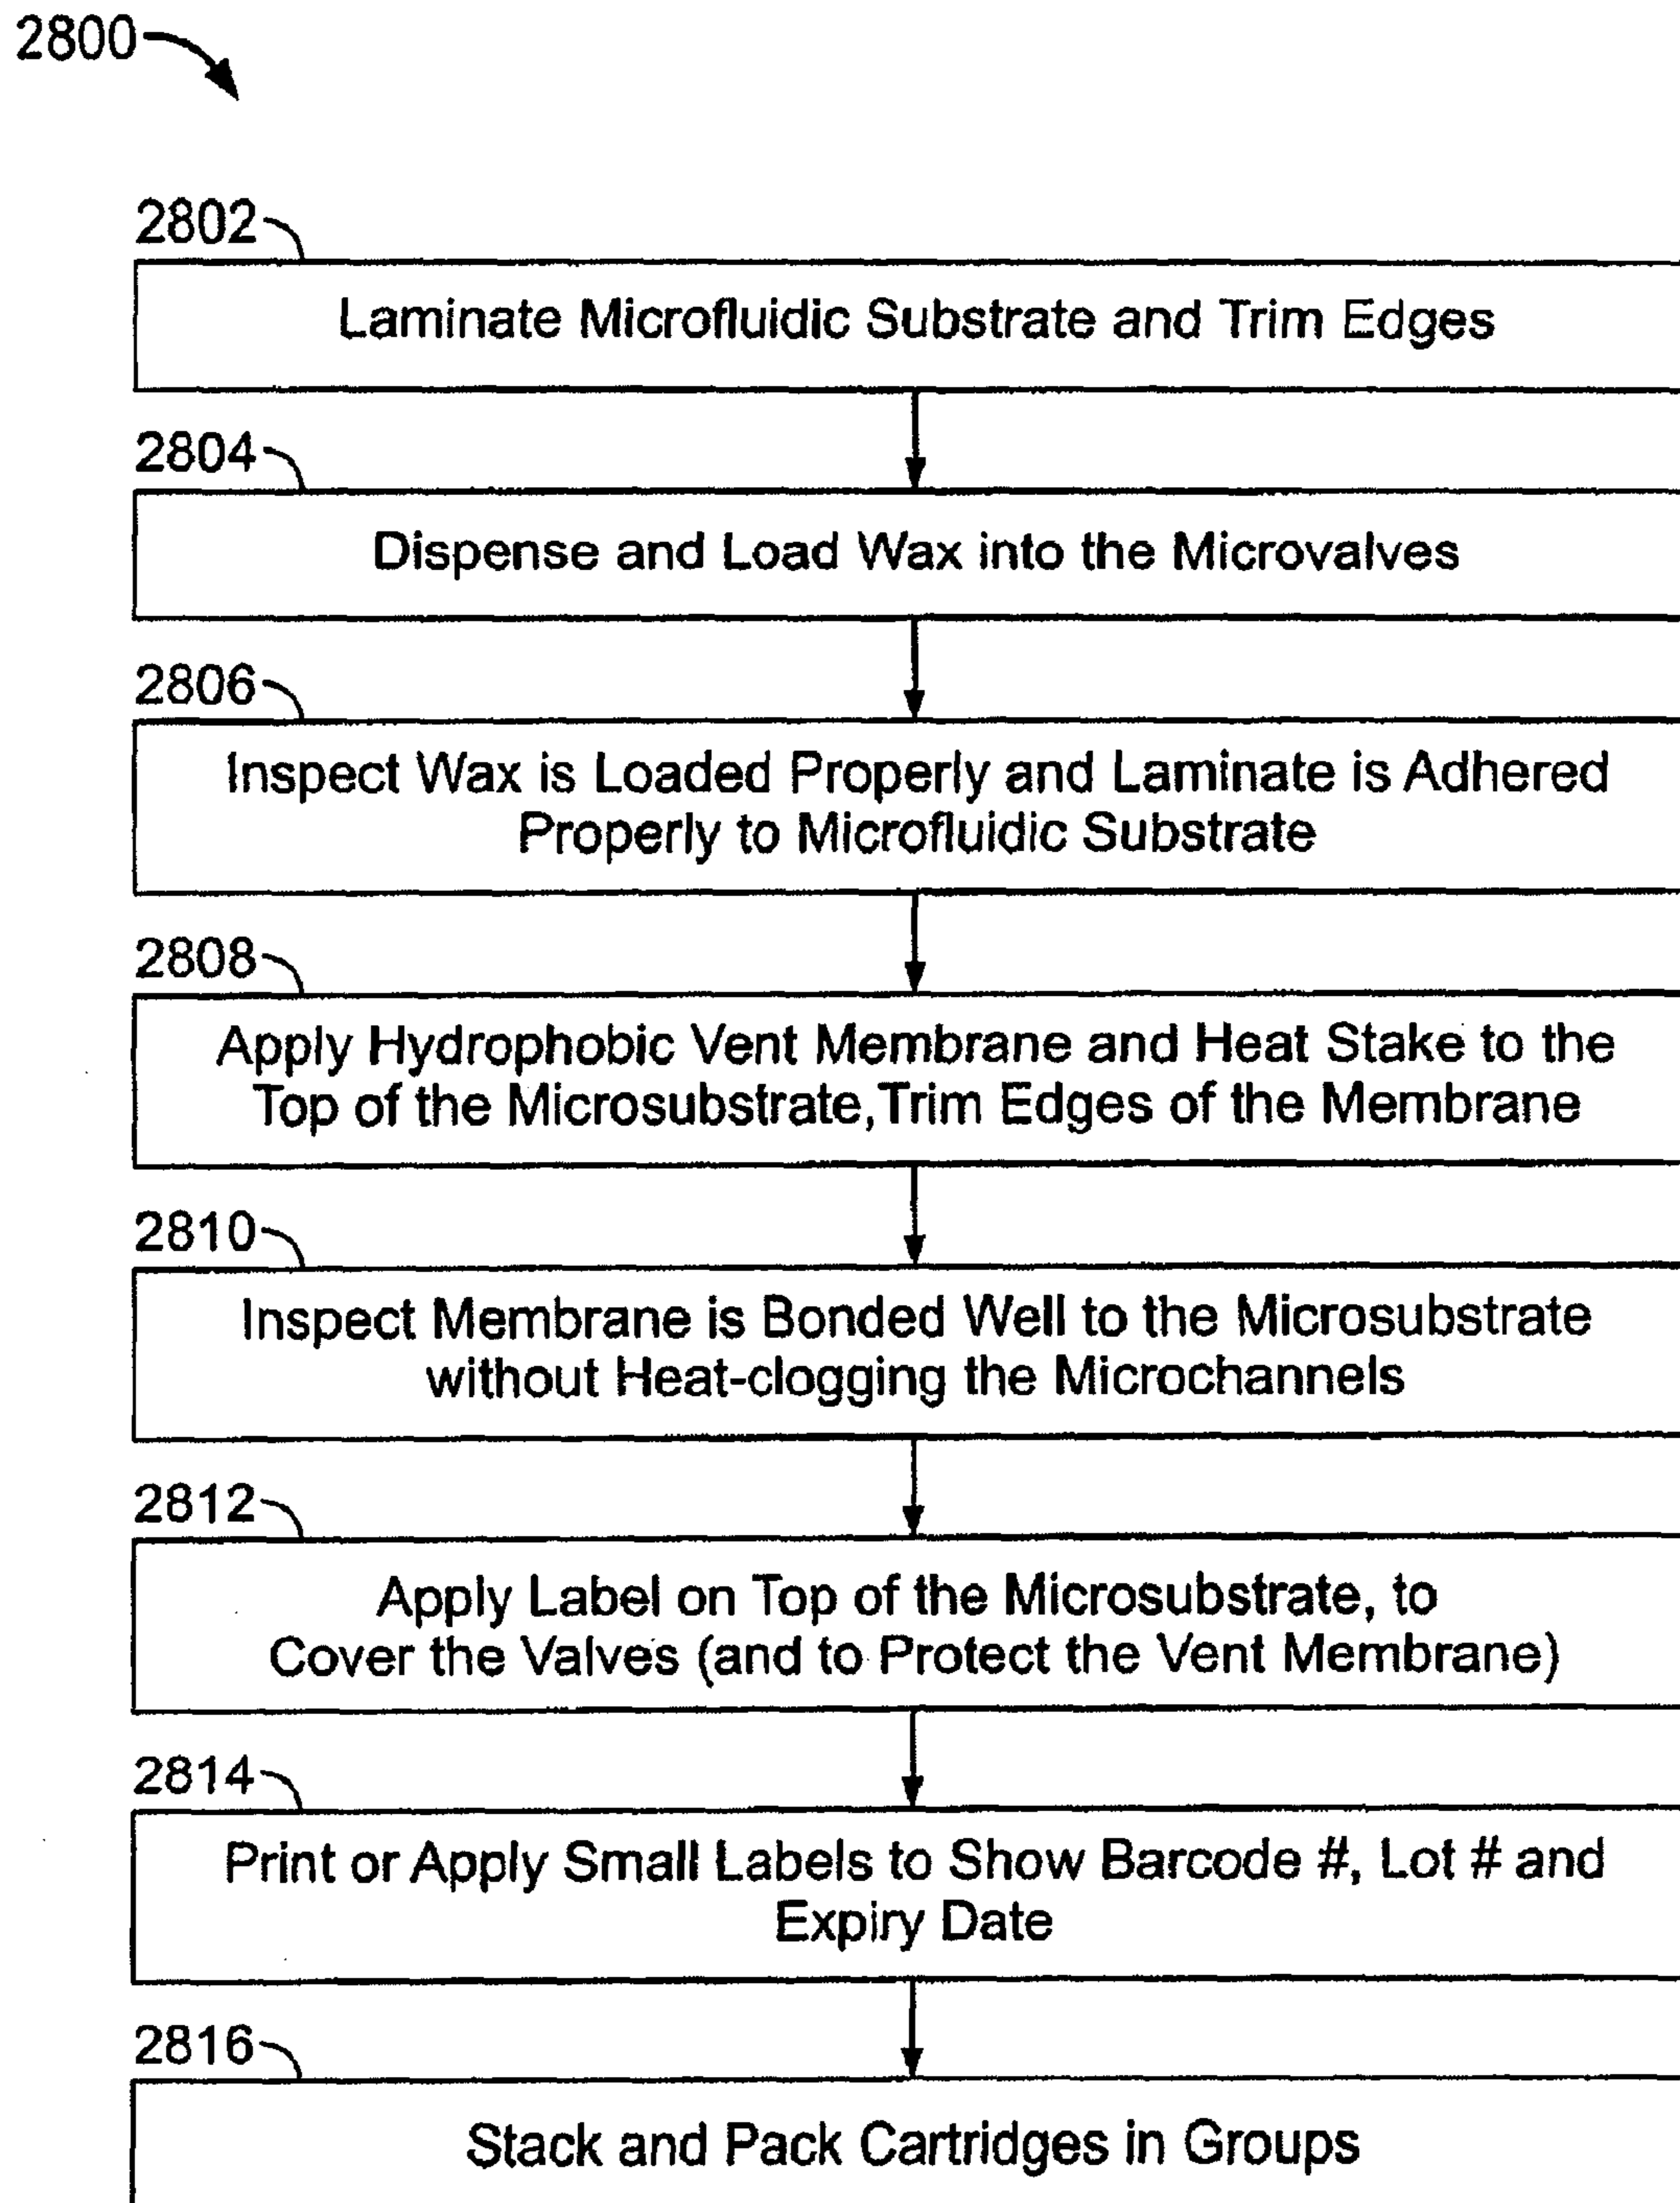 2800
2802
Laminate Microfluidic Substrate and Trim Edges
2804
Dispense and Load Wax into the Microvalves
2806
Inspect Wax is Loaded Properly and Laminate is Adhered
Properly to Microfluidic Substrate
2808
Apply Hydrophobic Vent Membrane and Heat Stake to the
Top of the Microsubstrate,Trim Edges of the Membrane
2810
Inspect Membrane is Bonded Well to the Microsubstrate
without Heat-clogging the Microchannels
2812
Apply Label on Top of the Microsubstrate, to
Cover the Valves (and to Protect the Vent Membrane)
2814
Print or Apply Small Labels to Show Barcode #, Lot # and
Expiry Date
2816
Stack and Pack Cartridges in Groups